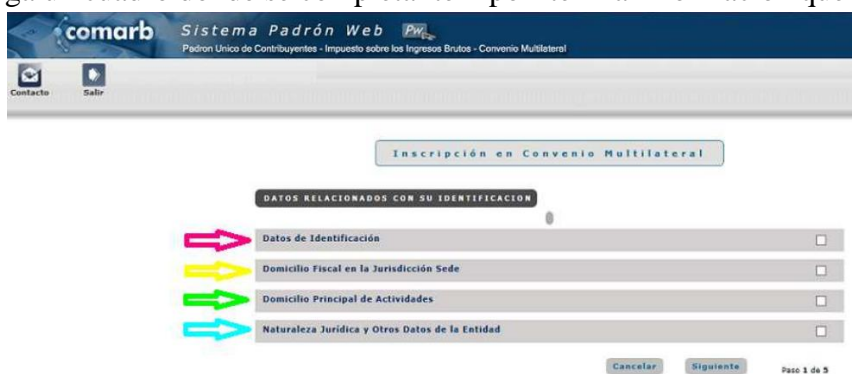 comarb Sistema Padrón Web PW
Padron Unico de Contribuyentes - Impuesto sobre los Ingresos Brutos - Convenio Multilateral
Contacto Salir
Inscripción en Convenio Multilateral
DATOS RELACIONADOS CON SU IDENTIFICACION
Datos de Identificación
Domicilio Fiscal en la Jurisdicción Sede
Domicilio Principal de Actividades
Naturaleza Jurídica y Otros Datos de la Entidad
Cancelar Siguiente Paso 1 de 5